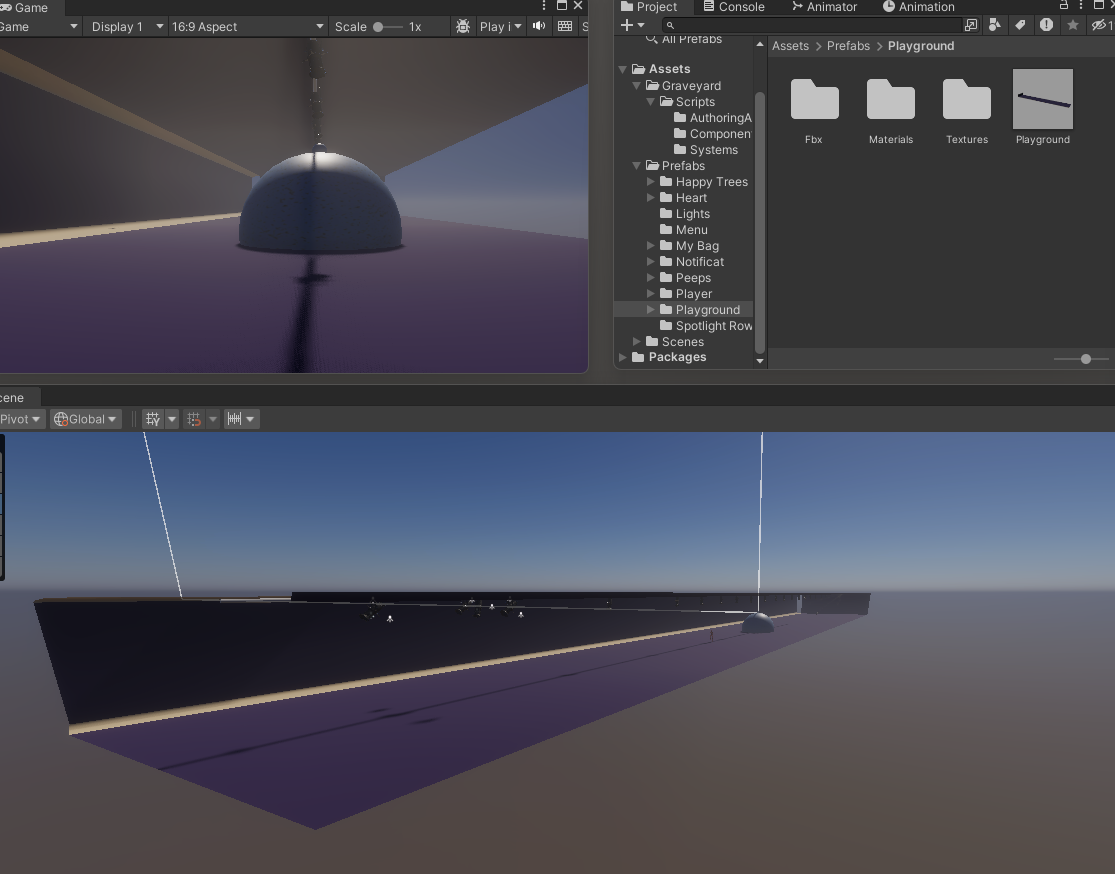 Game
Game Display 1 16:9 Aspect Scale 1x Play i S
Project Console Animator Animation
1
All Prefabs
Assets
Graveyard
Scripts
AuthoringA
Componen
Systems
Prefabs
Happy Trees
Heart
Lights
Menu
My Bag
Notificat
Peeps
Player
Playground
Spotlight Row
Scenes
Packages
Assets > Prefabs > Playground
Fbx Materials Textures Playground
cene
Pivot Global